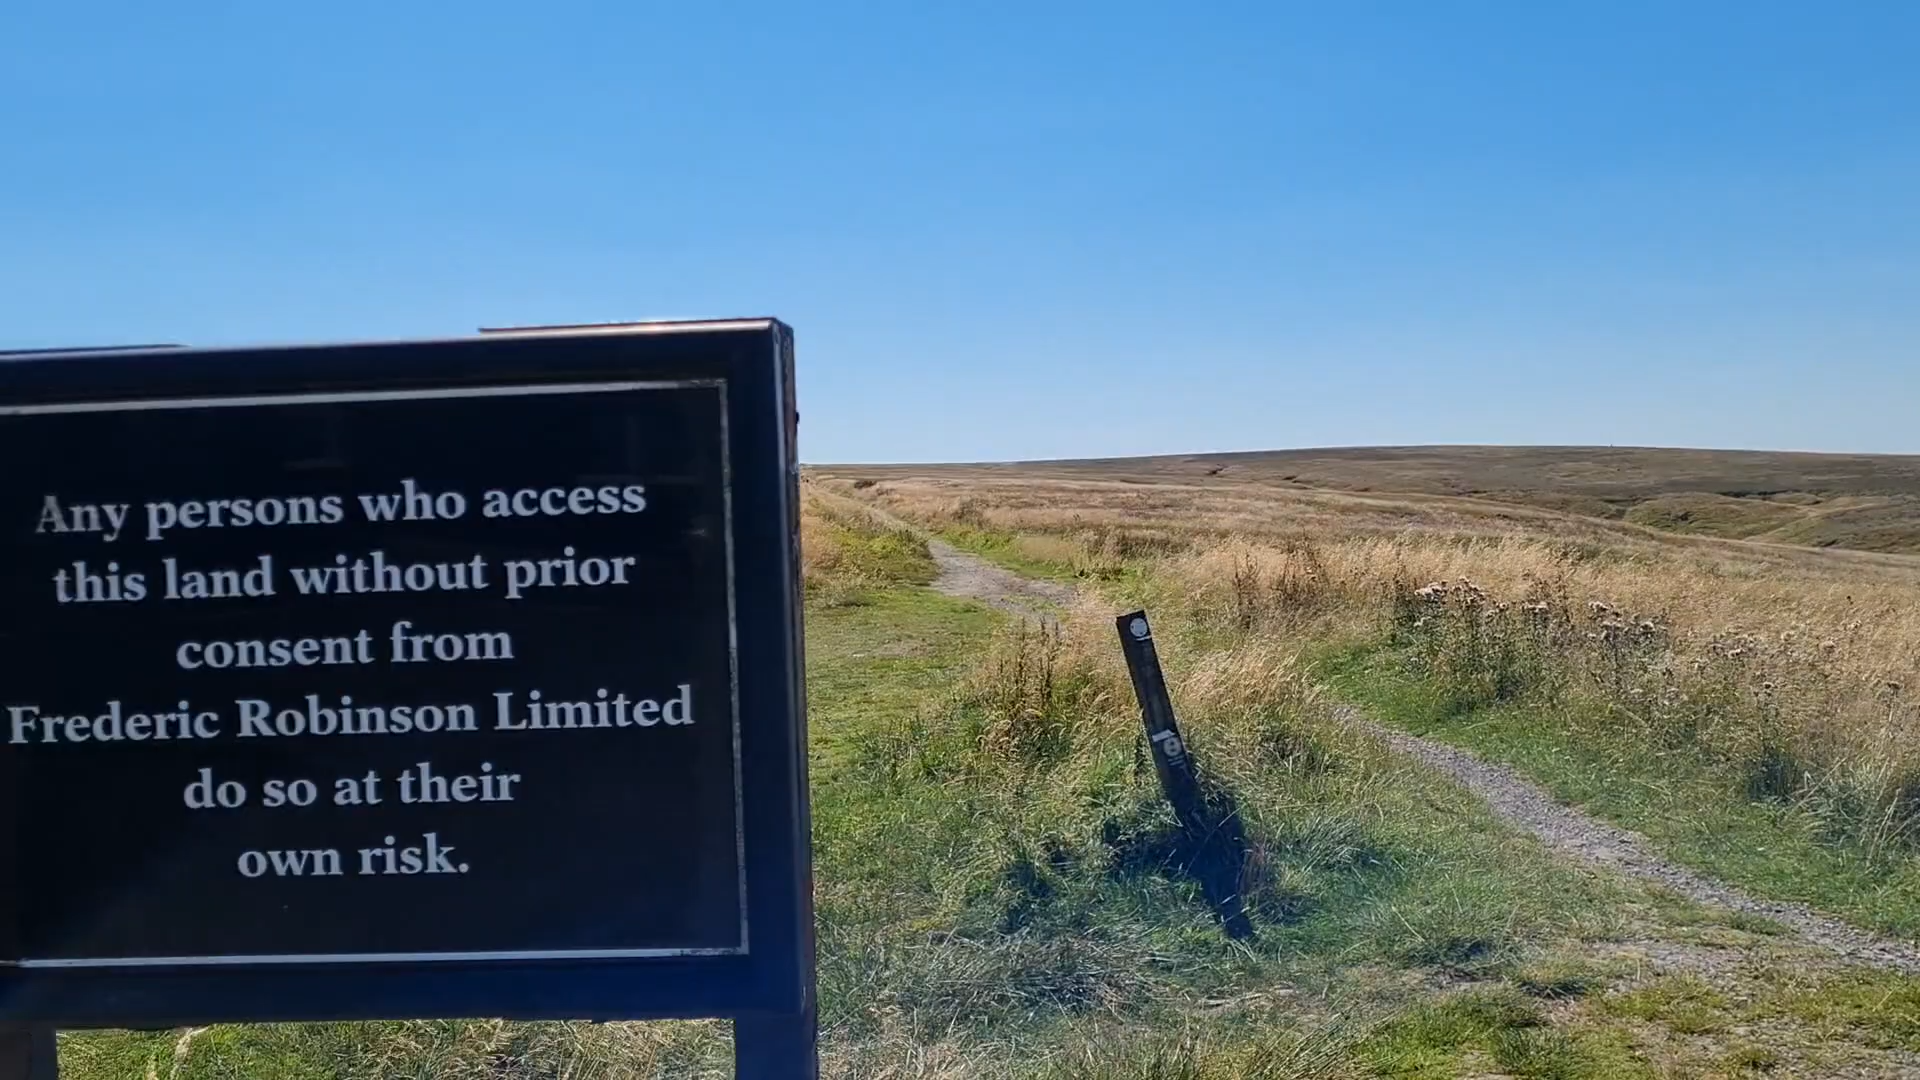 Any persons who access
this land without prior
consent from
Frederic Robinson Limited
do so at their
own risk.